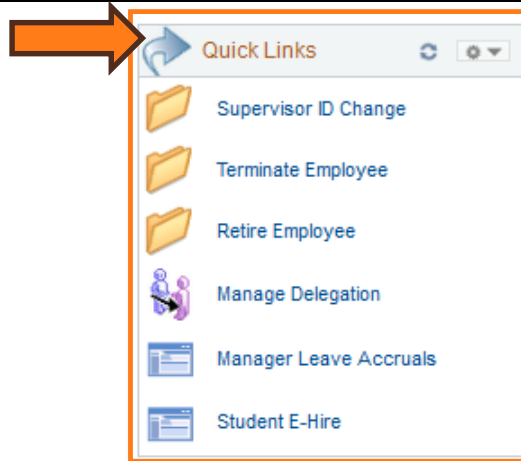 Quick Links
Supervisor ID Change
Terminate Employee
Retire Employee
Manage Delegation
Manager Leave Accruals
Student E-Hire